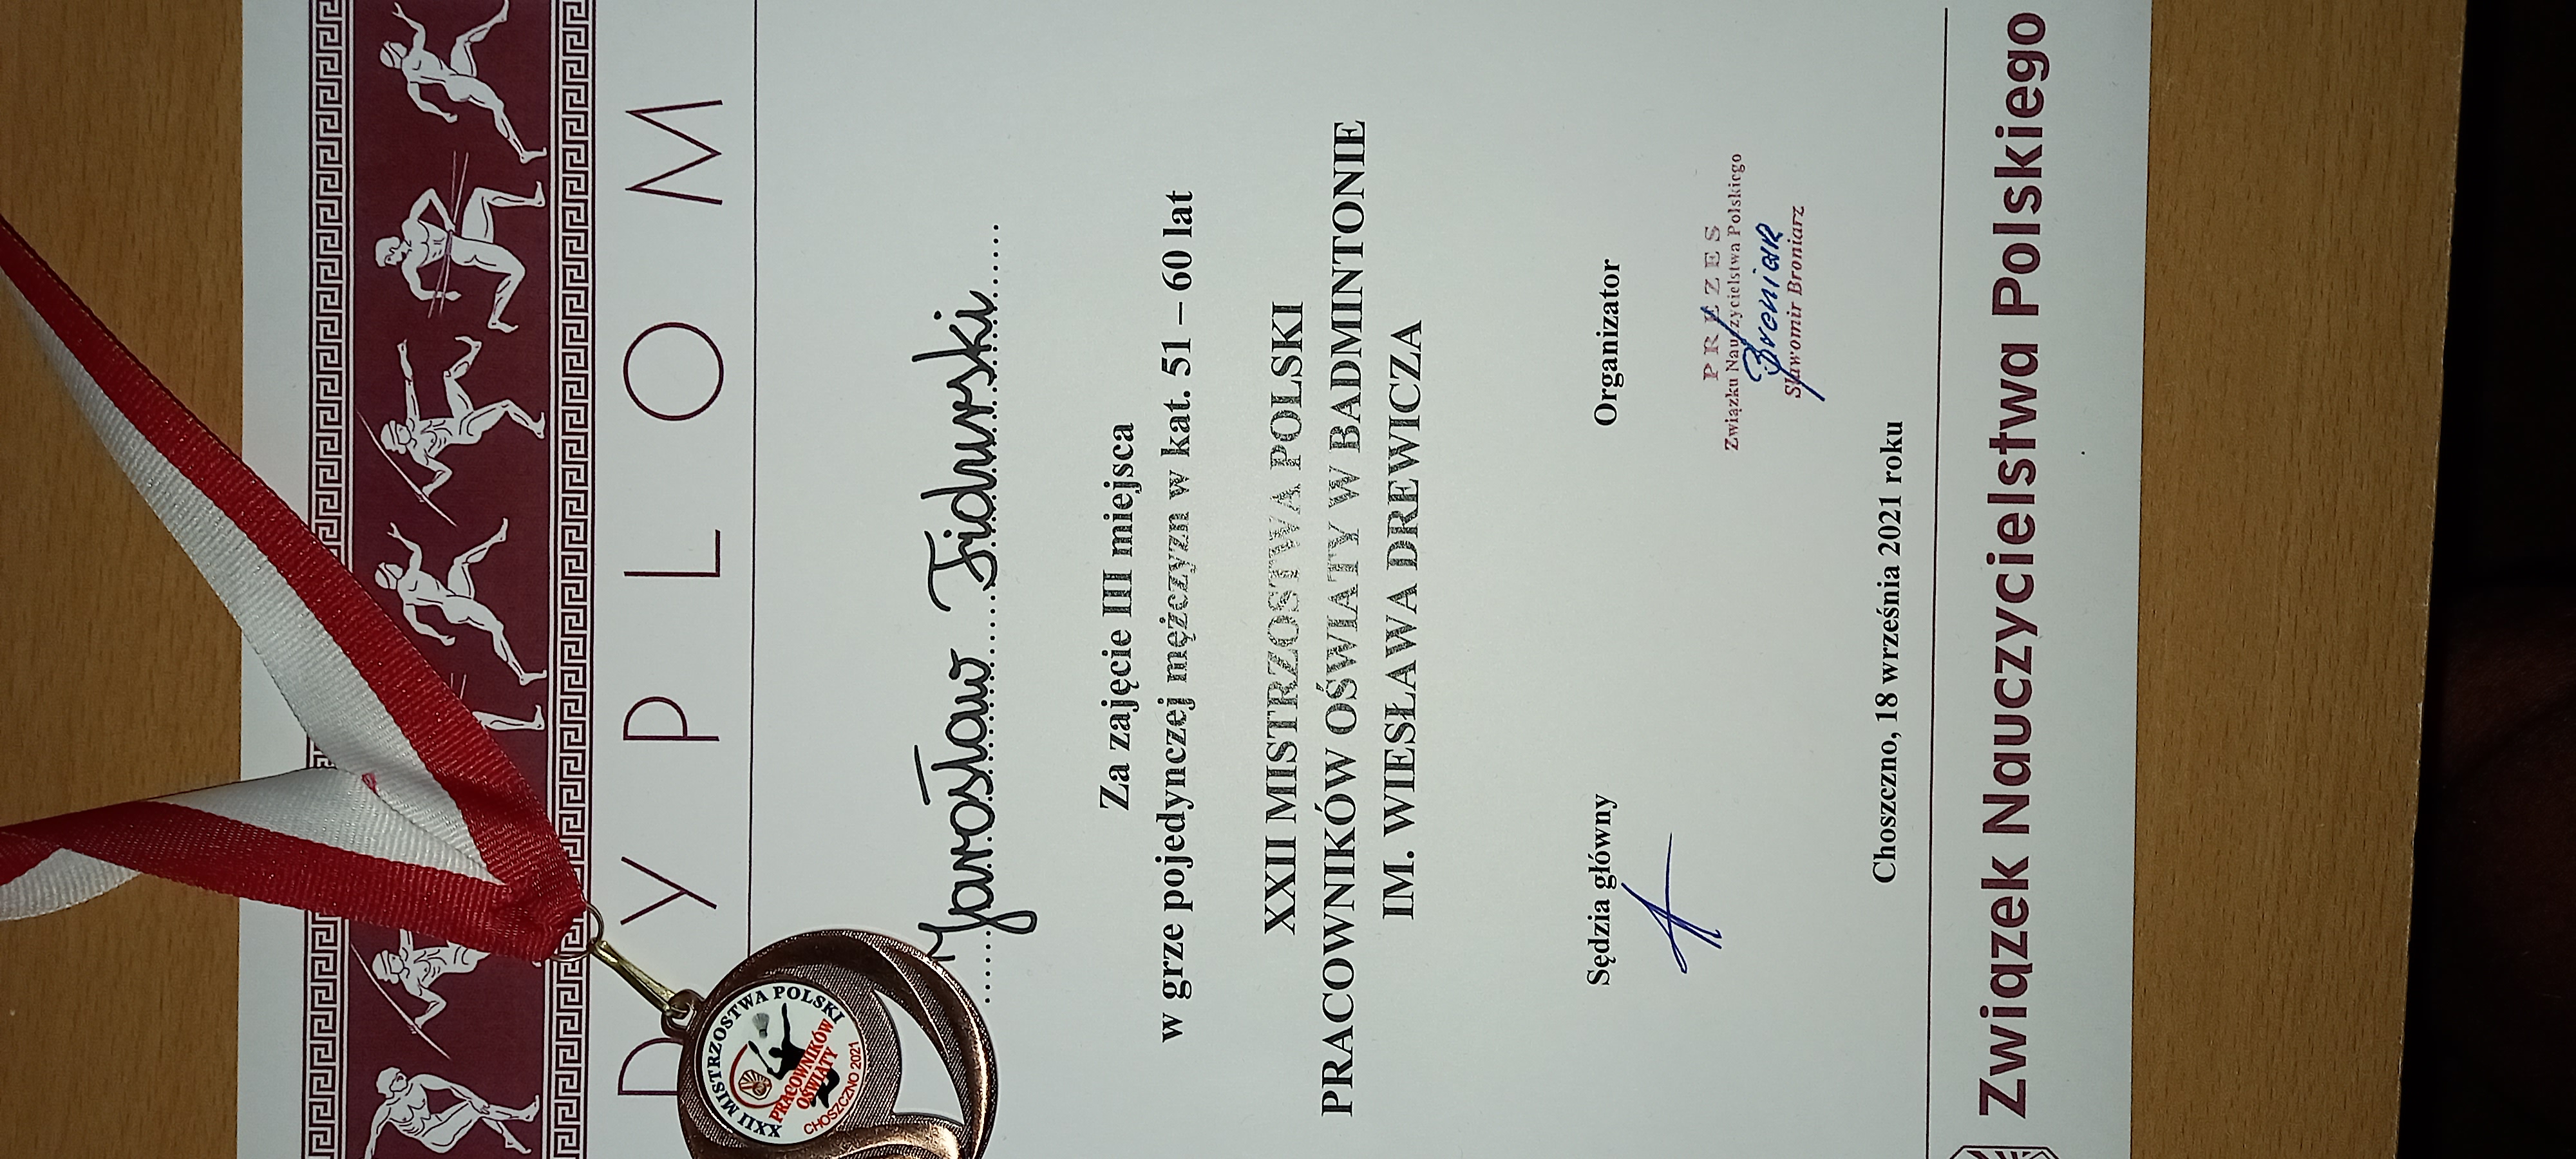 DYPLOM
Jarosław Fidurski
Za zajęcie III miejsca
w grze pojedynczej mężczyzn w kat. 51 – 60 lat
XXII MISTRZOSTWA POLSKI
PRACOWNIKÓW OŚWIATY W BADMINTONIE
IM. WIESŁAWA DREWICZA
Sędzia główny
Organizator
PREZES
Związku Nauczycielstwa Polskiego
Broniarz
Sławomir Broniarz
Choszczno, 18 września 2021 roku
Związek Nauczycielstwa Polskiego
XXII MISTRZOSTWA POLSKI
PRACOWNIKÓW
OŚWIATY
CHOSZCZNO 2021